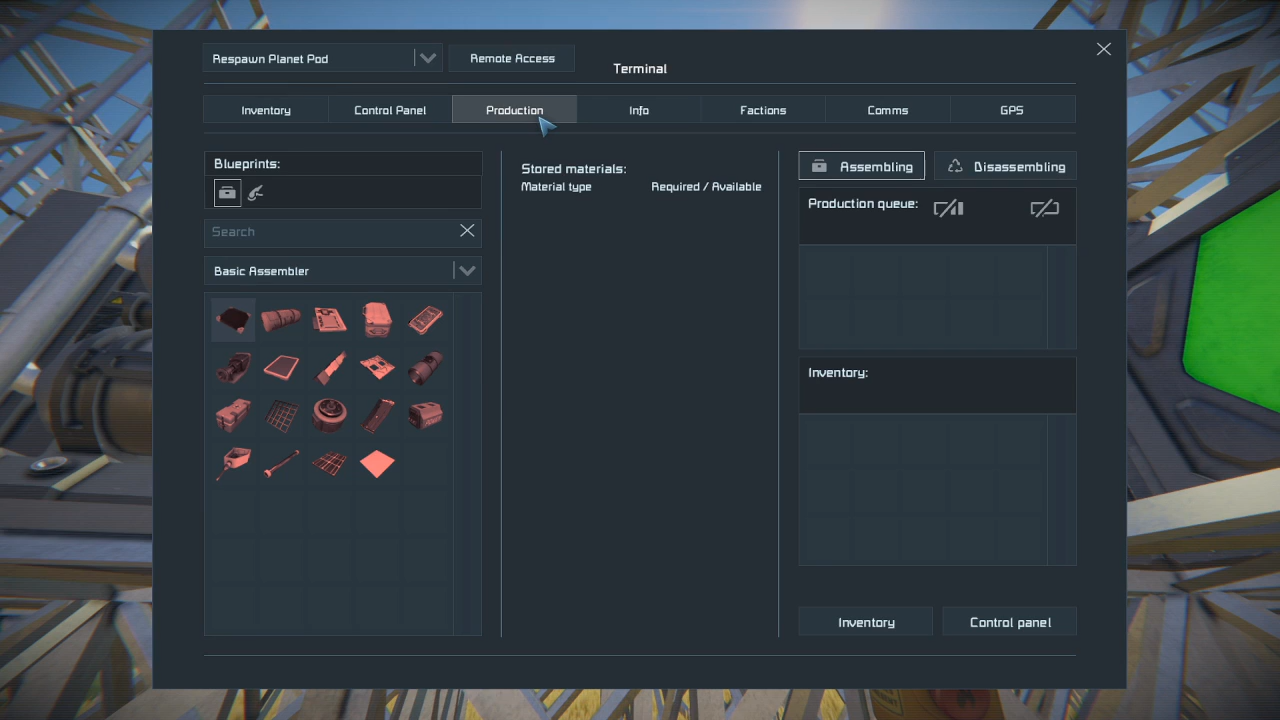 Respawn Planet Pod
Remote Access
Terminal
Inventory
Control Panel
Production
Info
Factions
Comms
GPS
Blueprints:
Search
Basic Assembler
Stored materials:
Material type
Required / Available
Assembling
Disassembling
Production queue:
Inventory:
Inventory
Control panel